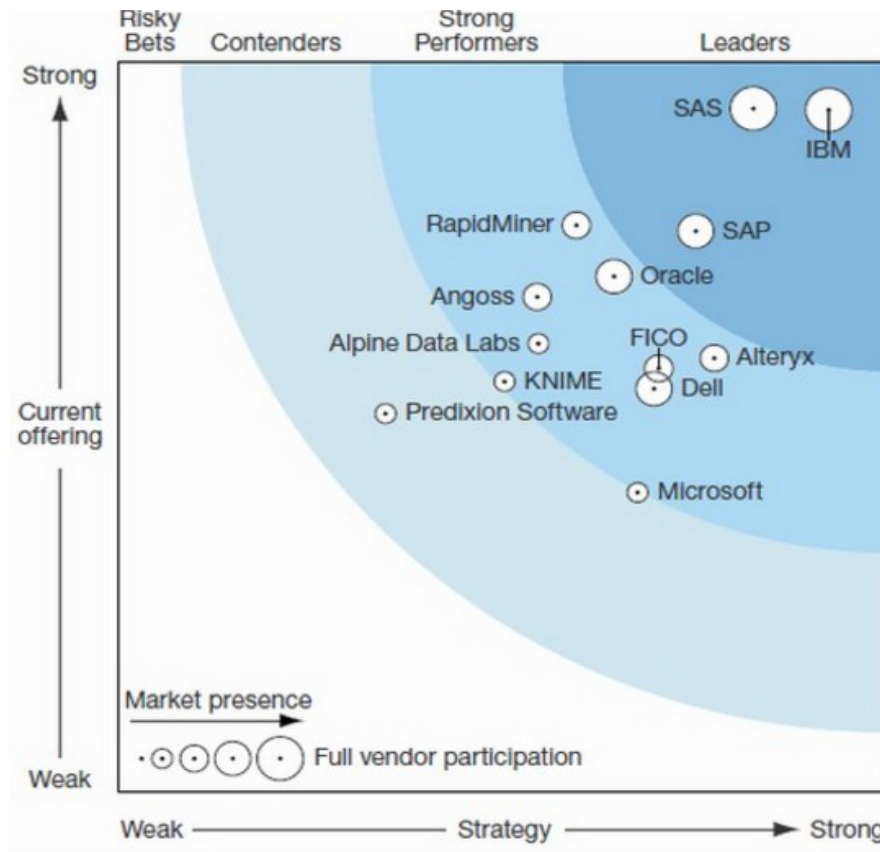 Risky
Bets
Contenders
Strong
Performers
Leaders
Strong
SAS
IBM
RapidMiner
SAP
Oracle
Angoss
Alpine Data Labs
FICO
Alteryx
KNIME
Dell
Predixion Software
Current
offering
Microsoft
Market presence
Full vendor participation
Weak
Weak
Strategy
Strong